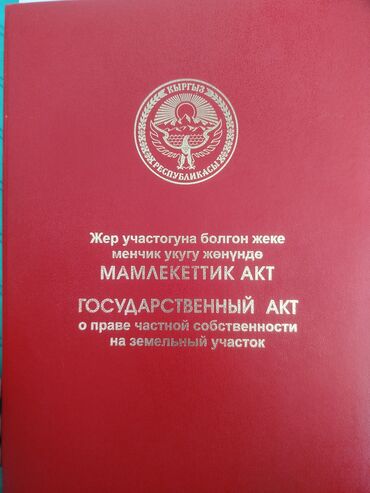 КЫРГЫЗ
РЕСПУБЛИКАСЫ
Жер участогуна болгон жеке
менчик укугу жөнүндө
МАМЛЕКЕТТИК АКТ
ГОСУДАРСТВЕННЫЙ АКТ
о праве частной собственности
на земельный участок